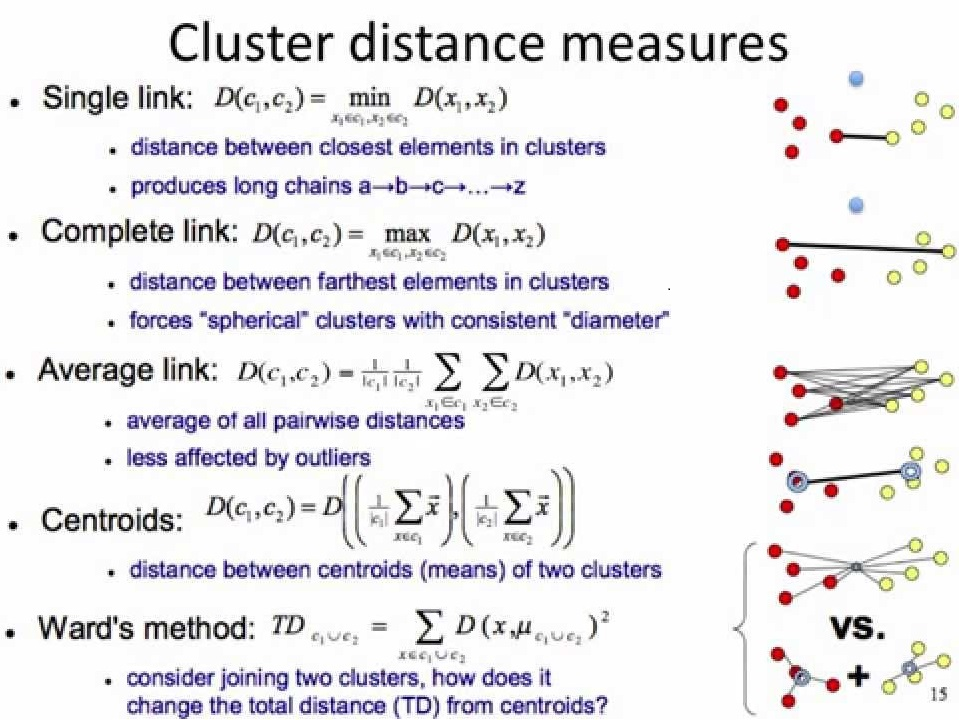 Cluster distance measures
• Single link: D(c₁,c₂) = min x₁∈c₁,x₂∈c₂ D(x₁,x₂)
• distance between closest elements in clusters
• produces long chains a→b→c→…→z
• Complete link: D(c₁,c₂) = max x₁∈c₁,x₂∈c₂ D(x₁,x₂)
• distance between farthest elements in clusters
• forces “spherical” clusters with consistent “diameter”
• Average link: D(c₁,c₂) = 1/|c₁| 1/|c₂| ∑ x₁∈c₁ ∑ x₂∈c₂ D(x₁,x₂)
• average of all pairwise distances
• less affected by outliers
• Centroids: D(c₁,c₂) = D((1/|c₁| ∑ x∈c₁ x⃗), (1/|c₂| ∑ x∈c₂ x⃗))
• distance between centroids (means) of two clusters
• Ward's method: TD c₁∪c₂ = ∑ x∈c₁∪c₂ D(x,μ c₁∪c₂)²
• consider joining two clusters, how does it
change the total distance (TD) from centroids?
vs.
+
15